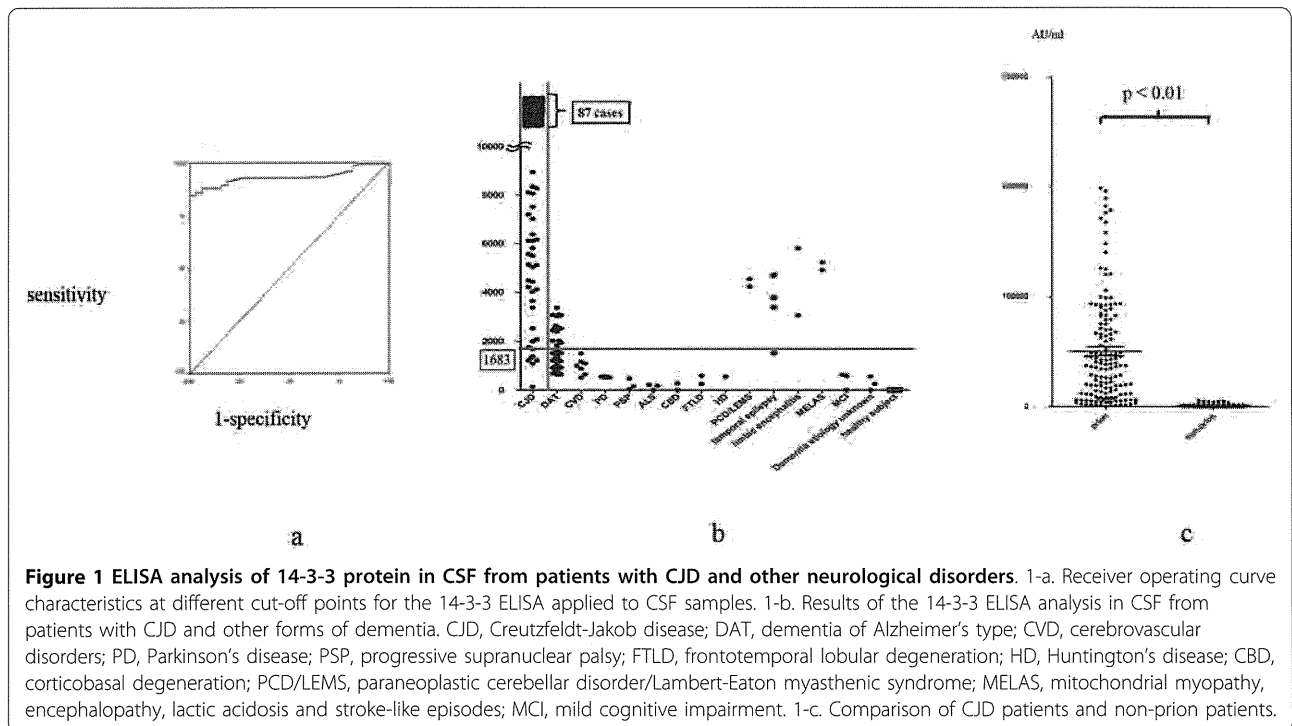 AU/ml
p < 0.01
87 cases
10000
8000
6000
4000
2000
1683
0
100000
0
sensitivity
1-specificity
CJD
DAT
CVD
PD
PSP
ALS
CBD
FTLD
HD
PCD/LEMS
temporal epilepsy
limbic encephalitis
MELAS
MCI
Dementia etiology unknown
healthy subject
prion
a
b
c
Figure 1 ELISA analysis of 14-3-3 protein in CSF from patients with CJD and other neurological disorders. 1-a. Receiver operating curve
characteristics at different cut-off points for the 14-3-3 ELISA applied to CSF samples. 1-b. Results of the 14-3-3 ELISA analysis in CSF from
patients with CJD and other forms of dementia. CJD, Creutzfeldt-Jakob disease; DAT, dementia of Alzheimer's type; CVD, cerebrovascular
disorders; PD, Parkinson's disease; PSP, progressive supranuclear palsy; FTLD, frontotemporal lobular degeneration; HD, Huntington's disease; CBD,
corticobasal degeneration; PCD/LEMS, paraneoplastic cerebellar disorder/Lambert-Eaton myasthenic syndrome; MELAS, mitochondrial myopathy,
encephalopathy, lactic acidosis and stroke-like episodes; MCI, mild cognitive impairment. 1-c. Comparison of CJD patients and non-prion patients.